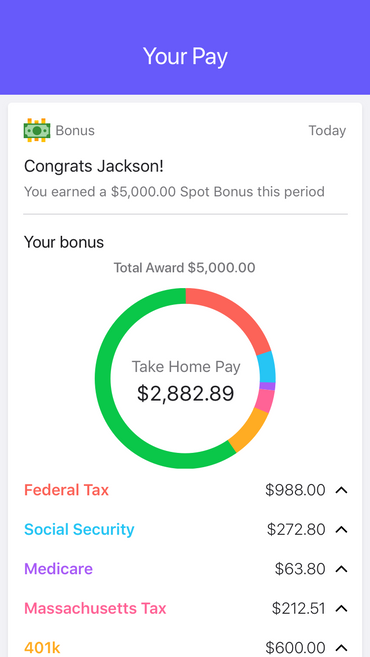 Your Pay
Bonus Today
Congrats Jackson!
You earned a $5,000.00 Spot Bonus this period
Your bonus
Total Award $5,000.00
Take Home Pay
$2,882.89
Federal Tax $988.00
Social Security $272.80
Medicare $63.80
Massachusetts Tax $212.51
401k $600.00